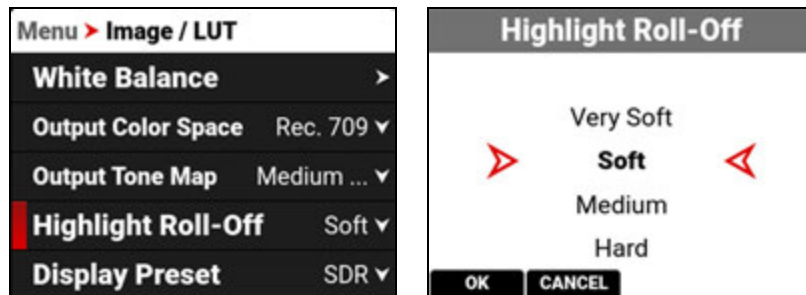 Menu > Image / LUT
White Balance >
Output Color Space Rec. 709
Output Tone Map Medium ...
Highlight Roll-Off Soft
Display Preset SDR
Highlight Roll-Off
Very Soft
Soft
Medium
Hard
OK CANCEL